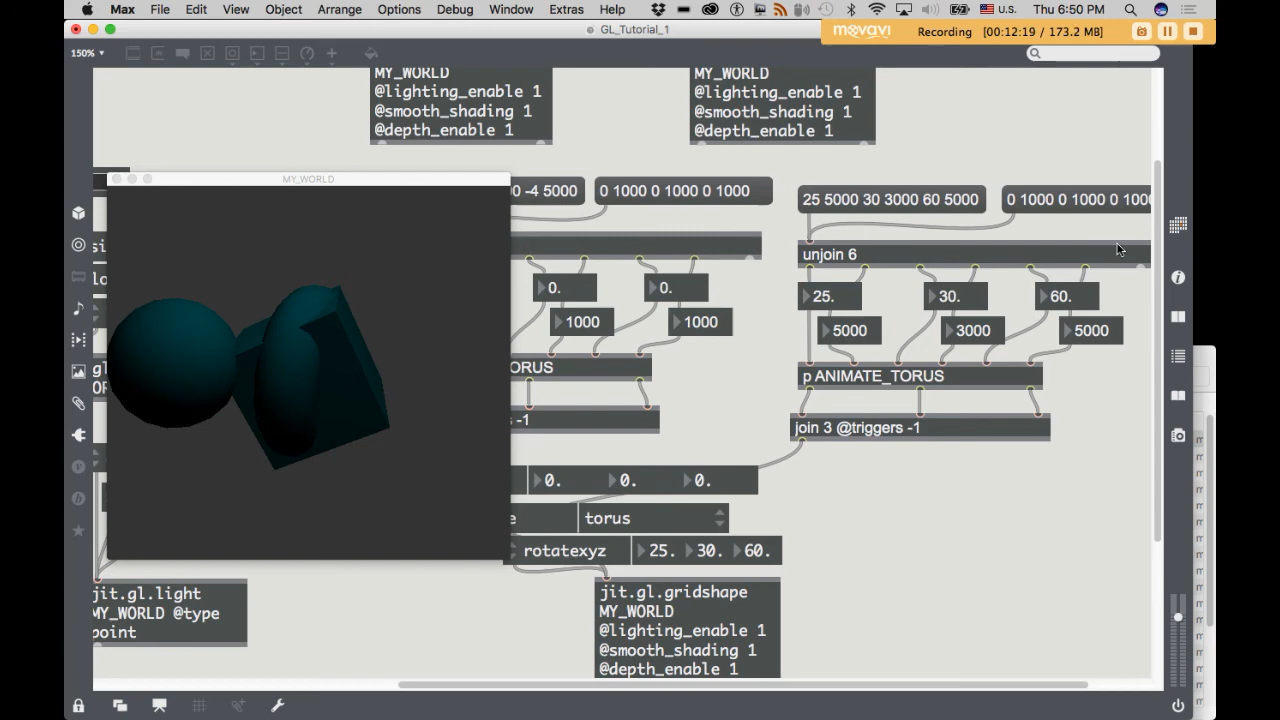 Max File Edit View Object Arrange Options Debug Window Extras Help U.S. Thu 6:50 PM
GL_Tutorial_1
movavi Recording [00:12:19 / 173.2 MB]
150%
MY_WORLD
@lighting_enable 1
@smooth_shading 1
@depth_enable 1
MY_WORLD
@lighting_enable 1
@smooth_shading 1
@depth_enable 1
MY_WORLD
0 -4 5000
0 1000 0 1000 0 1000
25 5000 30 3000 60 5000
0 1000 0 1000 0 1000
unjoin 6
0.
0.
25.
30.
60.
1000
1000
5000
3000
5000
ORUS
p ANIMATE_TORUS
-1
join 3 @triggers -1
0. 0. 0.
e torus
rotatexyz 25. 30. 60.
jit.gl.light
MY_WORLD @type
point
jit.gl.gridshape
MY_WORLD
@lighting_enable 1
@smooth_shading 1
@depth_enable 1